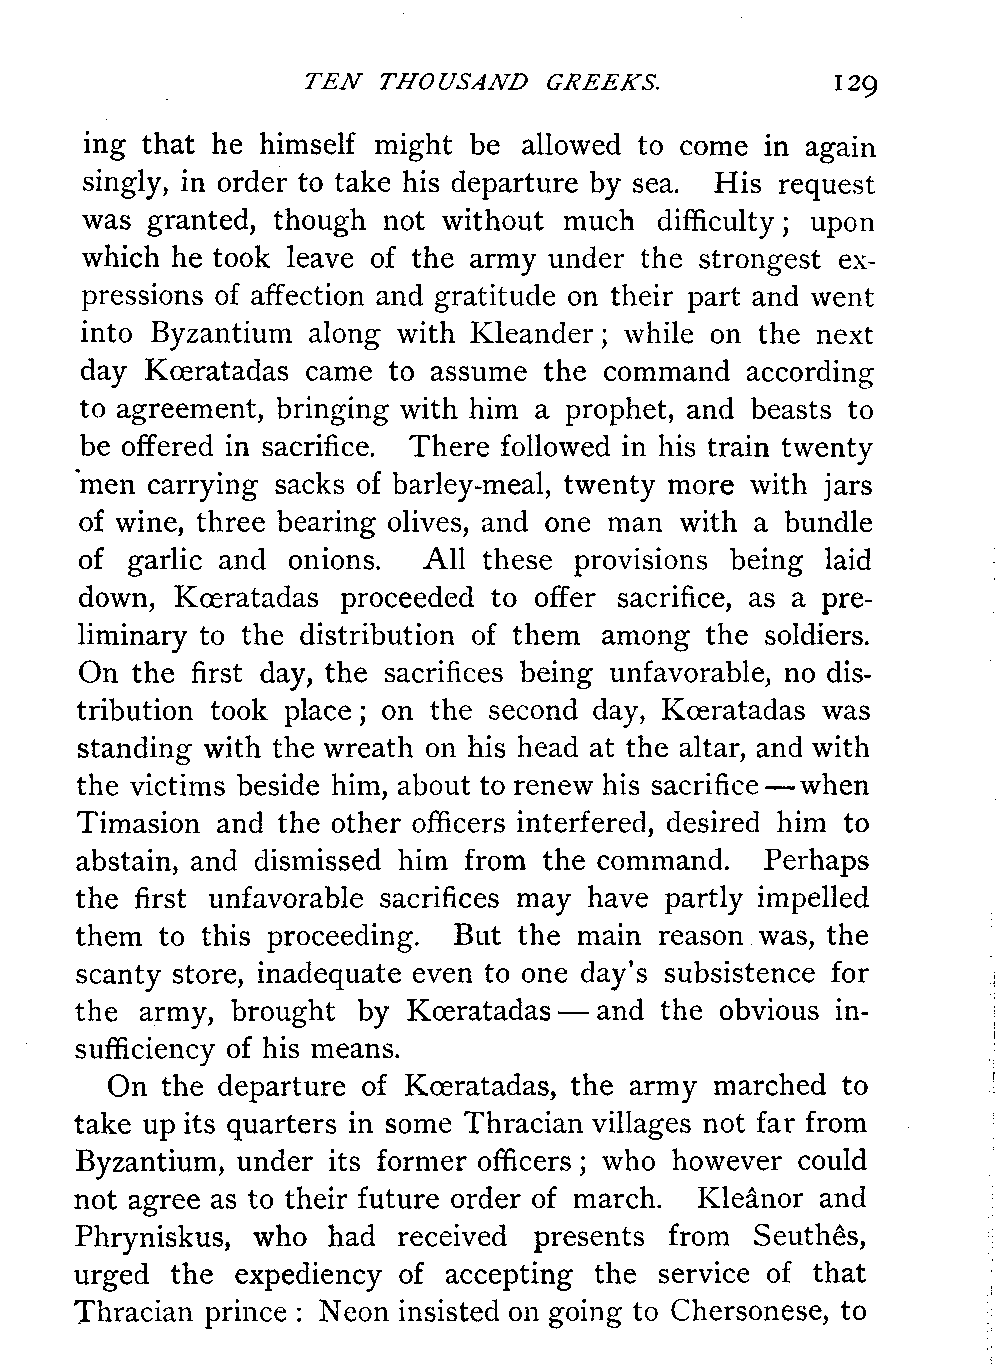 TEN THOUSAND GREEKS. 129
ing that he himself might be allowed to come in again
singly, in order to take his departure by sea. His request
was granted, though not without much difficulty; upon
which he took leave of the army under the strongest ex-
pressions of affection and gratitude on their part and went
into Byzantium along with Kleander; while on the next
day Kœratadas came to assume the command according
to agreement, bringing with him a prophet, and beasts to
be offered in sacrifice. There followed in his train twenty
men carrying sacks of barley-meal, twenty more with jars
of wine, three bearing olives, and one man with a bundle
of garlic and onions. All these provisions being laid
down, Kœratadas proceeded to offer sacrifice, as a pre-
liminary to the distribution of them among the soldiers.
On the first day, the sacrifices being unfavorable, no dis-
tribution took place; on the second day, Kœratadas was
standing with the wreath on his head at the altar, and with
the victims beside him, about to renew his sacrifice — when
Timasion and the other officers interfered, desired him to
abstain, and dismissed him from the command. Perhaps
the first unfavorable sacrifices may have partly impelled
them to this proceeding. But the main reason was, the
scanty store, inadequate even to one day's subsistence for
the army, brought by Kœratadas — and the obvious in-
sufficiency of his means.
On the departure of Kœratadas, the army marched to
take up its quarters in some Thracian villages not far from
Byzantium, under its former officers; who however could
not agree as to their future order of march. Kleânor and
Phryniskus, who had received presents from Seuthês,
urged the expediency of accepting the service of that
Thracian prince: Neon insisted on going to Chersonese, to